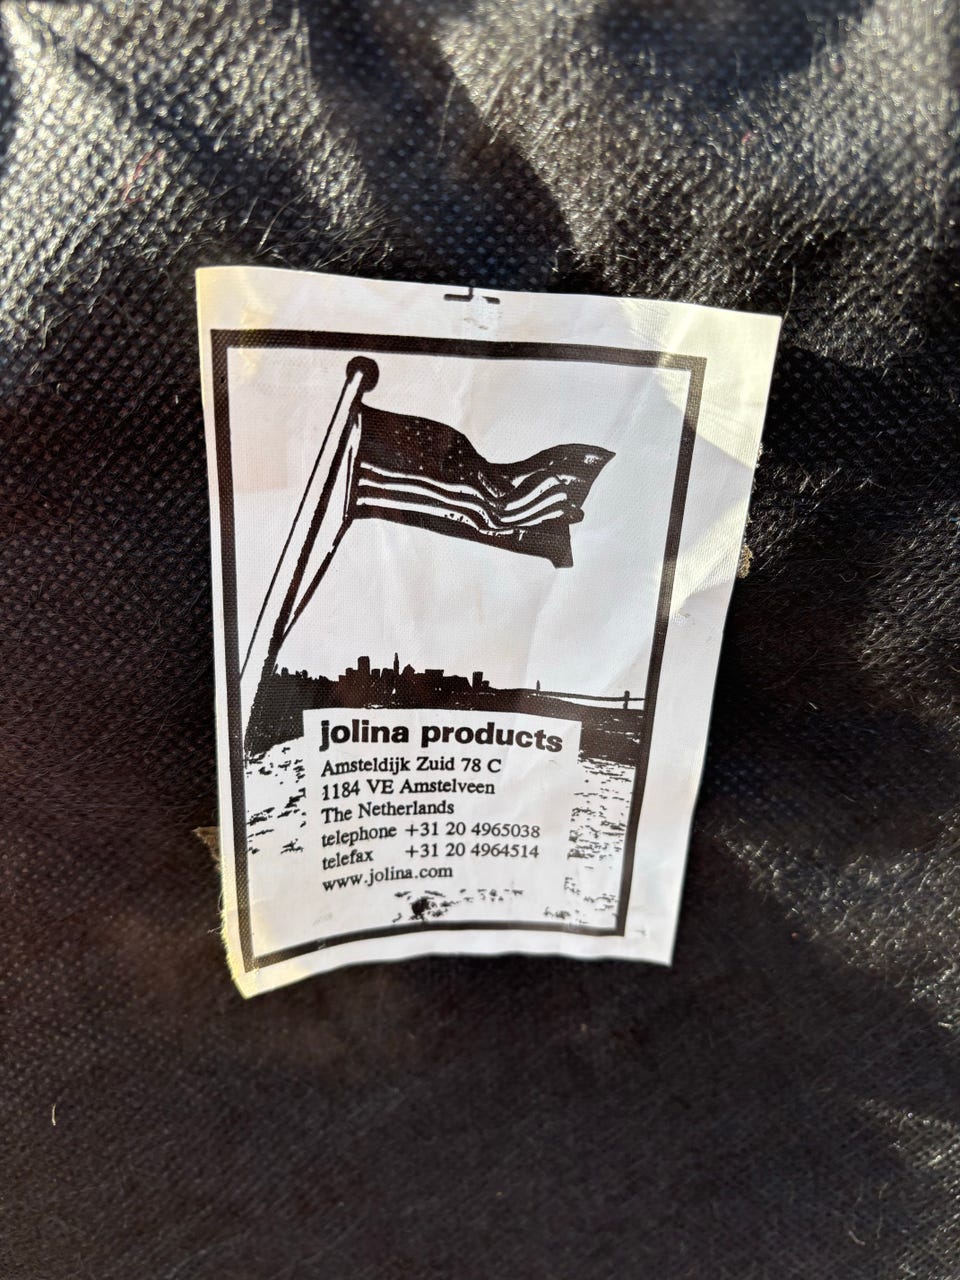 jolina products
Amsteldijk Zuid 78 C
1184 VE Amstelveen
The Netherlands
telephone +31 20 4965038
telefax +31 20 4964514
www.jolina.com